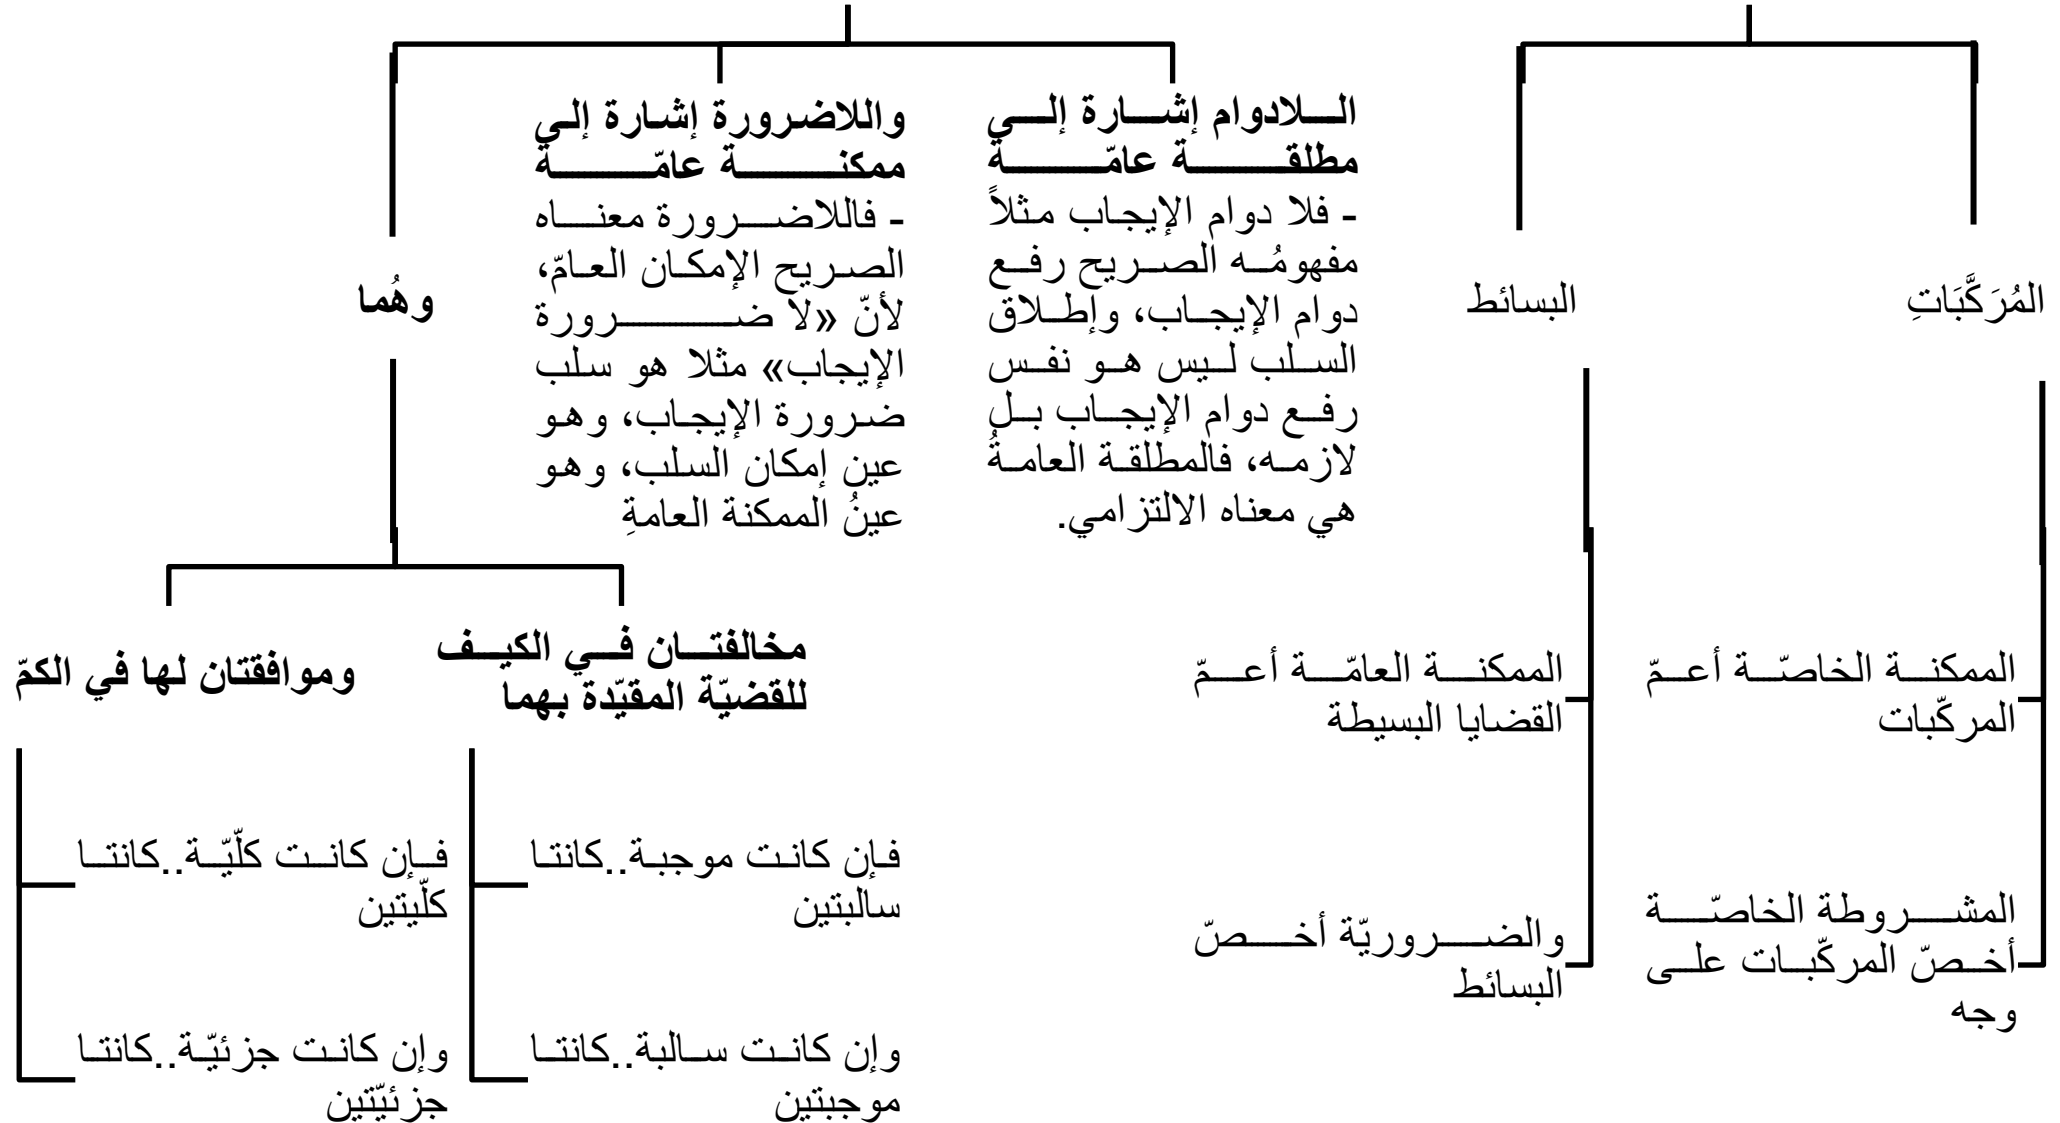 المُرَكَّبَاتِ
الممكنة الخاصّة أعمّ
المركّبات
المشروطة الخاصّة
أخصّ المركّبات على
وجه
البسائط
الممكنة العامّة أعمّ
القضايا البسيطة
والضروريّة أخصّ
البسائط
اللادوام إشارة إلى
مطلقة عامّة
- فلا دوام الإيجاب مثلاً
مفهومُه الصريح رفع
دوام الإيجاب، وإطلاق
السلب ليس هو نفس
رفع دوام الإيجاب بل
لازمه، فالمطلقة العامةُ
هي معناه الالتزامي.
واللاضرورة إشارة إلى
ممكنة عامّة
- فاللاضرورة معناه
الصريح الإمكان العامّ،
لأنّ «لا ضرورة
الإيجاب» مثلا هو سلب
ضرورة الإيجاب، وهو
عين إمكان السلب، وهو
عينُ الممكنة العامةِ
وهُما
مخالفتان في الكيف
للقضيّة المقيّدة بهما
فإن كانت موجبة..كانتا
سالبتين
وإن كانت سالبة..كانتا
موجبتين
وموافقتان لها في الكمّ
فإن كانت كلّيّة..كانتا
كلّيتين
وإن كانت جزئيّة..كانتا
جزئيّتين